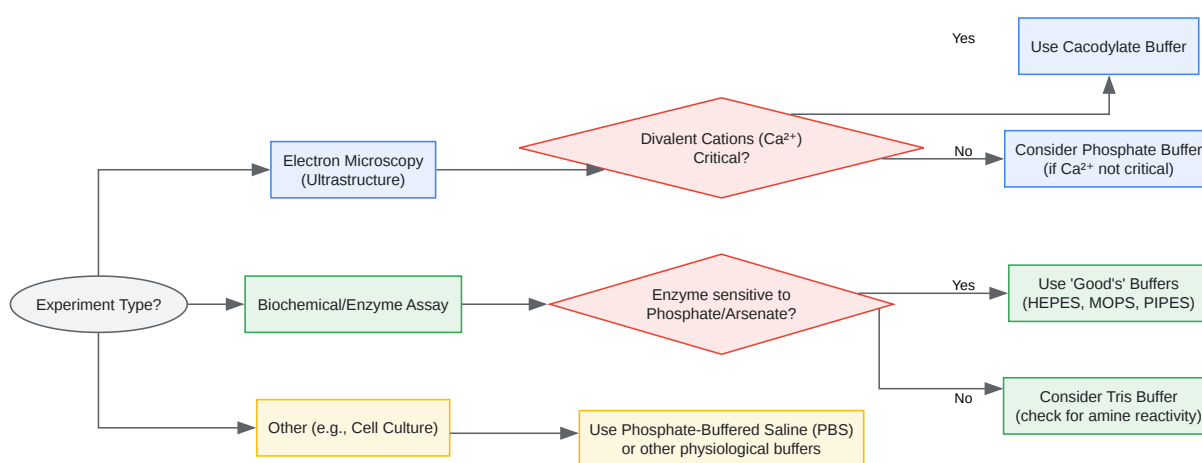 Yes
Use Cacodylate Buffer
Divalent Cations (Ca²⁺)
Critical?
Electron Microscopy
(Ultrastructure)
No
Consider Phosphate Buffer
(if Ca²⁺ not critical)
Experiment Type?
Biochemical/Enzyme Assay
Enzyme sensitive to
Phosphate/Arsenate?
Yes
Use 'Good's' Buffers
(HEPES, MOPS, PIPES)
No
Consider Tris Buffer
(check for amine reactivity)
Other (e.g., Cell Culture)
Use Phosphate-Buffered Saline (PBS)
or other physiological buffers